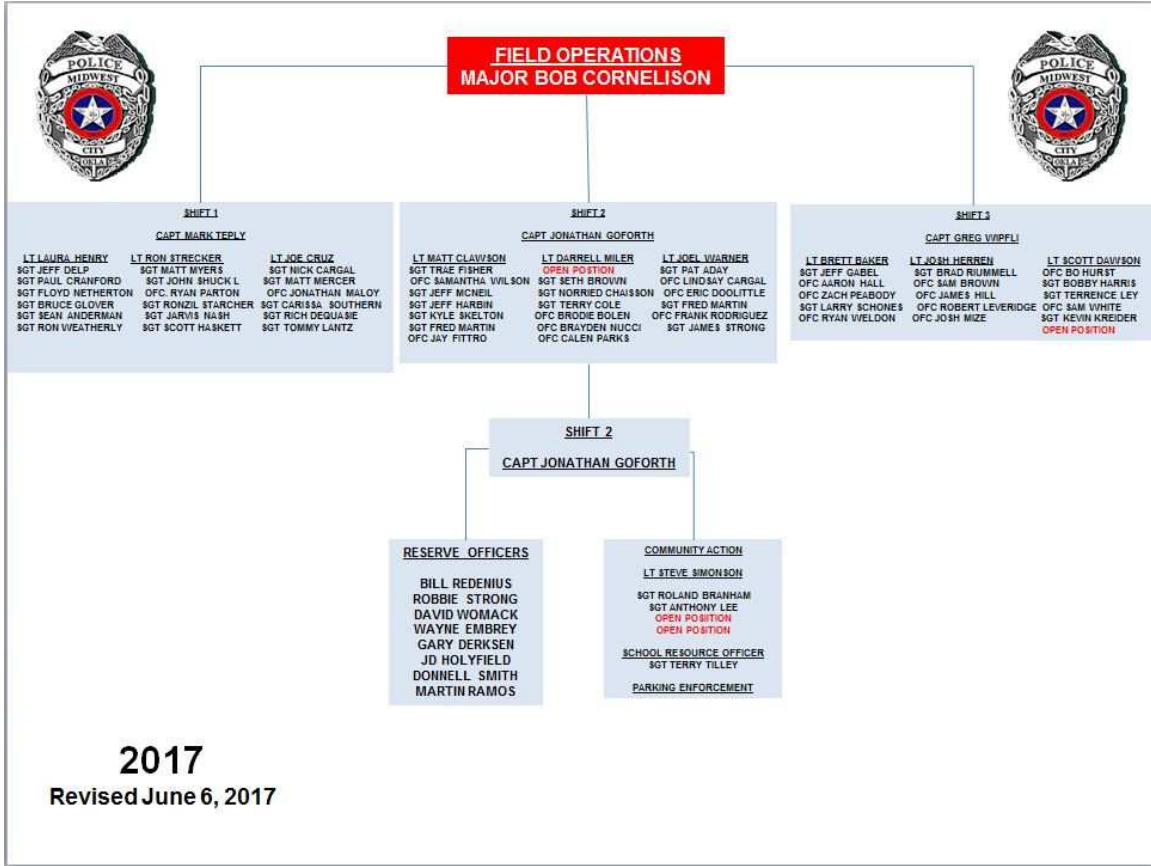 POLICE
MIDWEST
CITY
OKLA
FIELD OPERATIONS
MAJOR BOB CORNELISON
POLICE
MIDWEST
CITY
OKLA
SHIFT 1
CAPT MARK TEPLY
LT LAURA HENRY
SGT JEFF DELP
SGT PAUL CRANFORD
SGT FLOYD NETHERTON
SGT BRUCE GLOVER
SGT SEAN ANDERMAN
SGT RON WEATHERLY
LT RON STRECKER
SGT MATT MYERS
SGT JOHN SHUCK L
OFC. RYAN PARTON
SGT JARVIS NASH
SGT RONZIL STARCHER
SGT SCOTT HASKETT
LT JOE CRUZ
SGT NICK CARGAL
SGT MATT MERCER
OFC JONATHAN MALOY
SGT CARISSA SOUTHERN
SGT RICH DEQUASIE
SGT TOMMY LANTZ
SHIFT 2
CAPT JONATHAN GOFORTH
LT MATT CLAWSON
SGT TRAE FISHER
OFC SAMANTHA WILSON
SGT JEFF MCNEIL
SGT JEFF HARBIN
SGT KYLE SKELTON
SGT FRED MARTIN
OFC JAY FITTRO
LT DARRELL MILER
OPEN POSTION
SGT SETH BROWN
SGT NORRIED CHAISSON
SGT TERRY COLE
OFC BRODIE BOLEN
OFC BRAYDEN NUCCI
OFC CALEN PARKS
LT JOEL WARNER
SGT PAT ADAY
OFC LINDSAY CARGAL
OFC ERIC DOOLITTLE
SGT FRED MARTIN
OFC FRANK RODRIGUEZ
SGT JAMES STRONG
SHIFT 3
CAPT GREG WIPFLI
LT BRETT BAKER
SGT JEFF GABEL
OFC AARON HALL
OFC ZACH PEABODY
SGT LARRY SCHONES
OFC RYAN WELDON
LT JOSH HERREN
SGT BRAD RIUMMELL
OFC SAM BROWN
OFC JAMES HILL
OFC ROBERT LEVERIDGE
OFC JOSH MIZE
LT SCOTT DAWSON
OFC BO HURST
SGT BOBBY HARRIS
SGT TERRENCE LEY
OFC SAM WHITE
SGT KEVIN KREIDER
OPEN POSITION
SHIFT 2
CAPT JONATHAN GOFORTH
RESERVE OFFICERS
BILL REDENIUS
ROBBIE STRONG
DAVID WOMACK
WAYNE EMBREY
GARY DERKSEN
JD HOLYFIELD
DONNELL SMITH
MARTIN RAMOS
COMMUNITY ACTION
LT STEVE SIMONSON
SGT ROLAND BRANHAM
SGT ANTHONY LEE
OPEN POSIITION
OPEN POSITION
SCHOOL RESOURCE OFFICER
SGT TERRY TILLEY
PARKING ENFORCEMENT
2017
Revised June 6, 2017